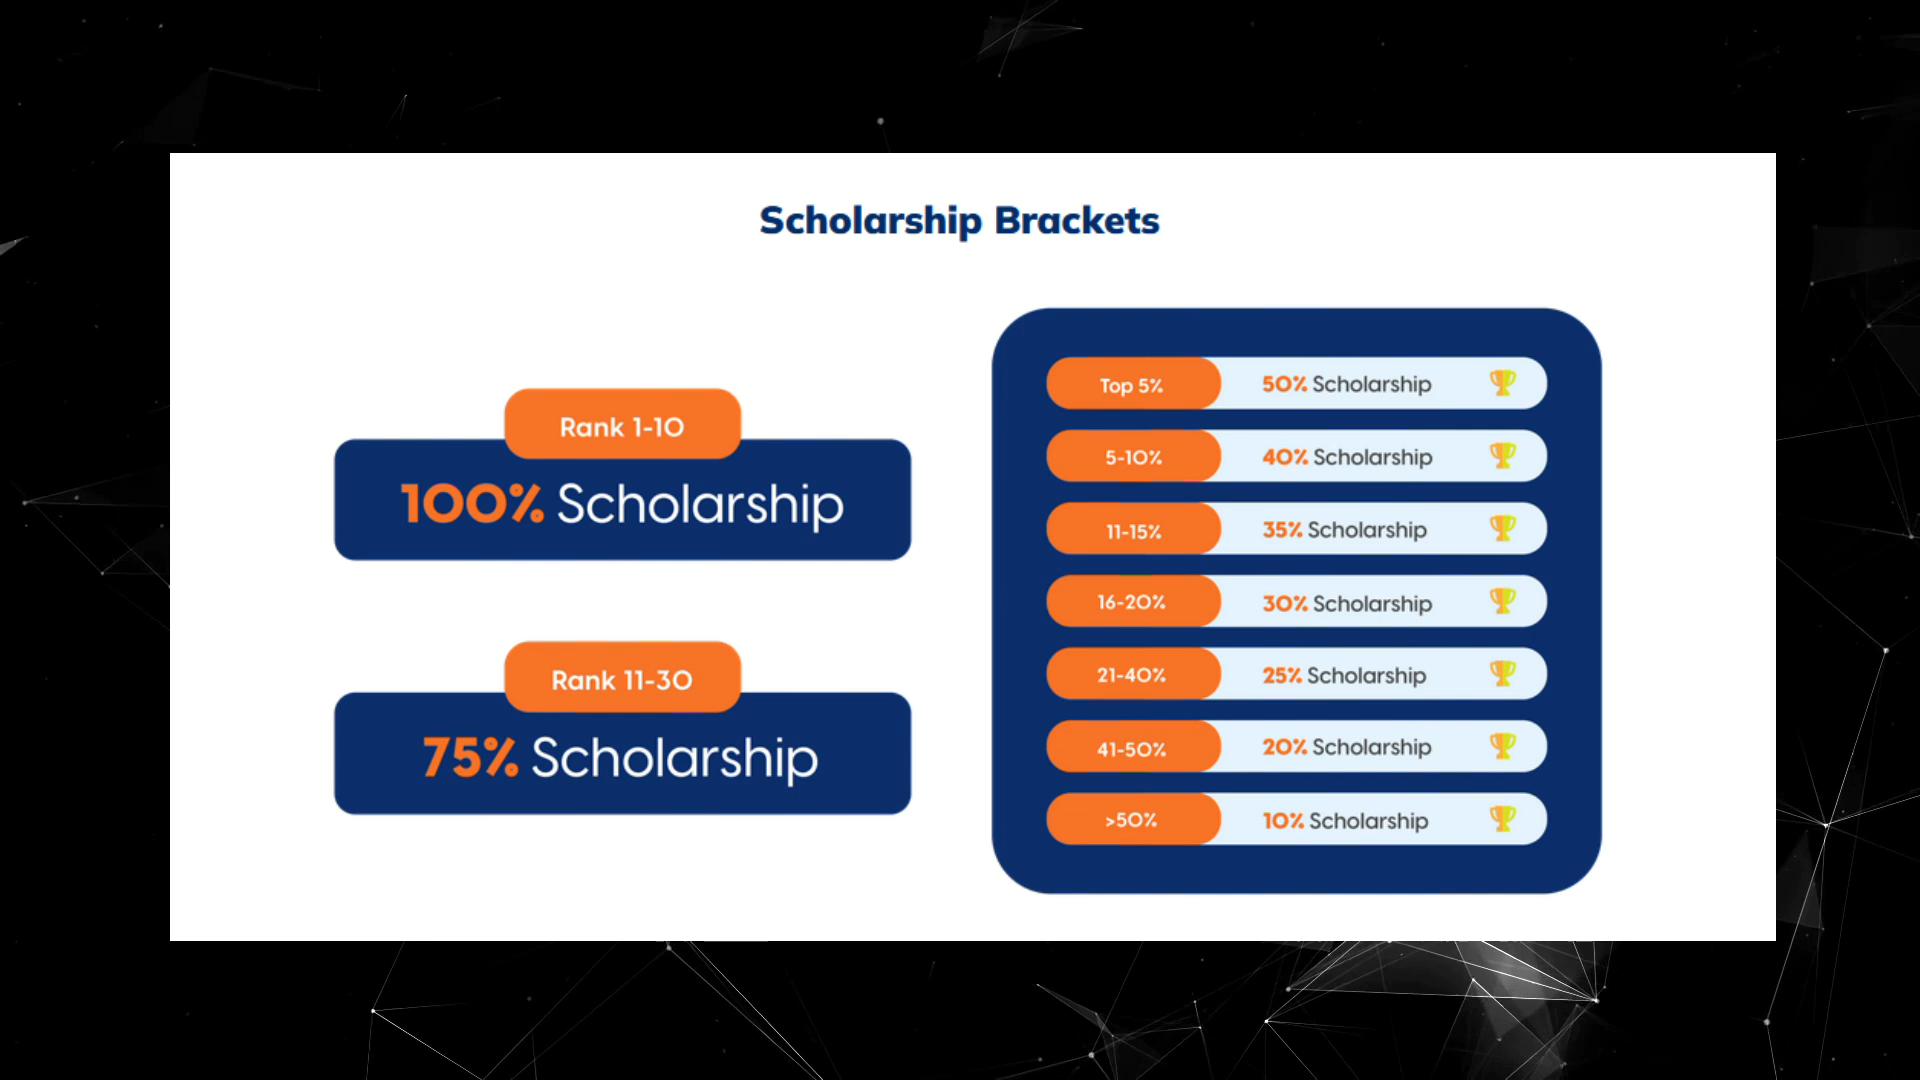 Scholarship Brackets
Rank 1-10
100% Scholarship
Rank 11-30
75% Scholarship
Top 5% 50% Scholarship
5-10% 40% Scholarship
11-15% 35% Scholarship
16-20% 30% Scholarship
21-40% 25% Scholarship
41-50% 20% Scholarship
>50% 10% Scholarship